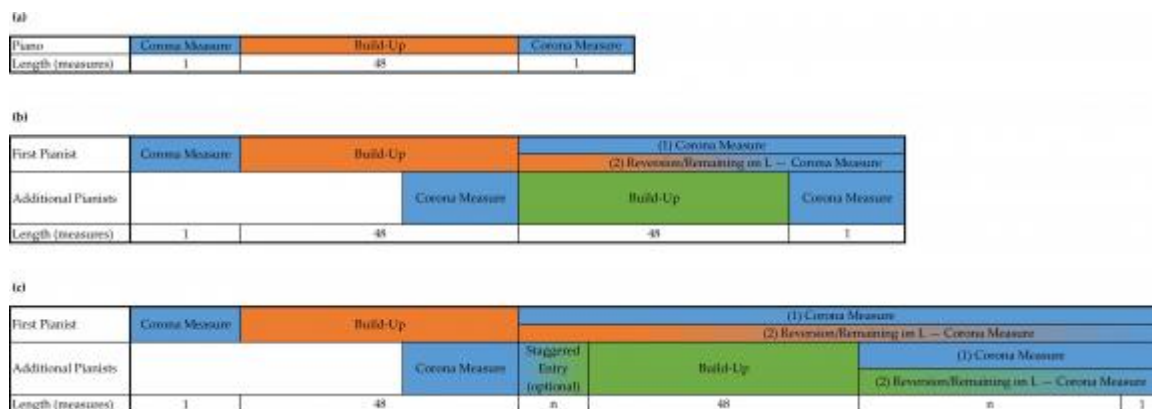 (a)
Piano Corona Measure Build-Up Corona Measure
Length (measures) 1 48 1
(b)
First Pianist Corona Measure Build-Up (1) Corona Measure
(2) Reversion/Remaining on L — Corona Measure
Additional Pianists Corona Measure Build-Up Corona Measure
Length (measures) 1 48 48 1
(c)
First Pianist Corona Measure Build-Up (1) Corona Measure
(2) Reversion/Remaining on L — Corona Measure
Additional Pianists Corona Measure Staggered Entry (optional) Build-Up (1) Corona Measure
(2) Reversion/Remaining on L — Corona Measure
Length (measures) 1 48 n 48 n 1